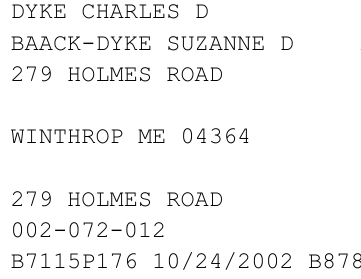 DYKE CHARLES D
BAACK-DYKE SUZANNE D
279 HOLMES ROAD
WINTHROP ME 04364
279 HOLMES ROAD
002-072-012
B7115P176 10/24/2002 B878